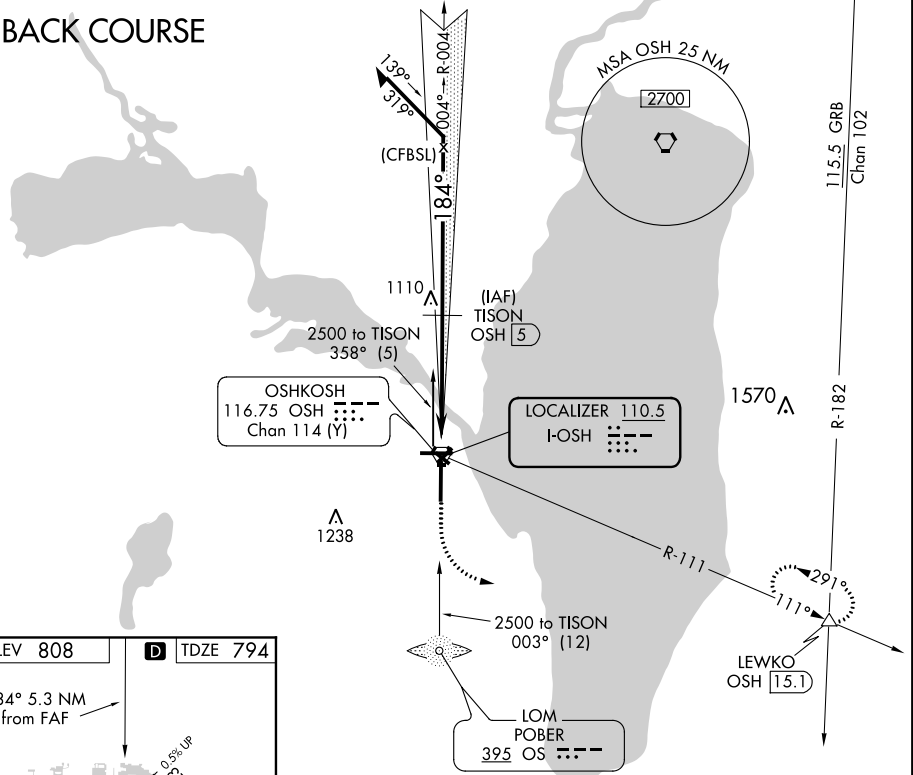 BACK COURSE
R-004
004°
139°
319°
(CFBSL)
184°
MSA OSH 25 NM
2700
115.5 GRB
Chan 102
1110
(IAF)
TISON
OSH 5
2500 to TISON
358° (5)
OSHKOSH
116.75 OSH
Chan 114 (Y)
LOCALIZER 110.5
I-OSH
1570
R-182
1238
R-111
291°
111°
2500 to TISON
003° (12)
LEWKO
OSH 15.1
LOM
POBER
395 OS
EV 808
D
TDZE 794
84° 5.3 NM
from FAF
0.5% UP